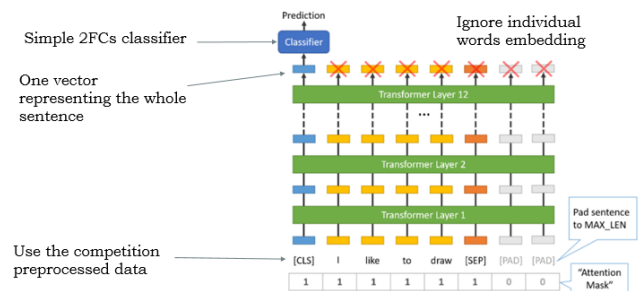 Prediction
Simple 2FCs classifier
Classifier
Ignore individual
words embedding
One vector
representing the whole
sentence
Transformer Layer 12
...
Transformer Layer 2
Transformer Layer 1
Pad sentence
to MAX_LEN
Use the competition
preprocessed data
[CLS] I like to draw [SEP] [PAD] [PAD]
1 1 1 1 1 1 0 0
"Attention
Mask"